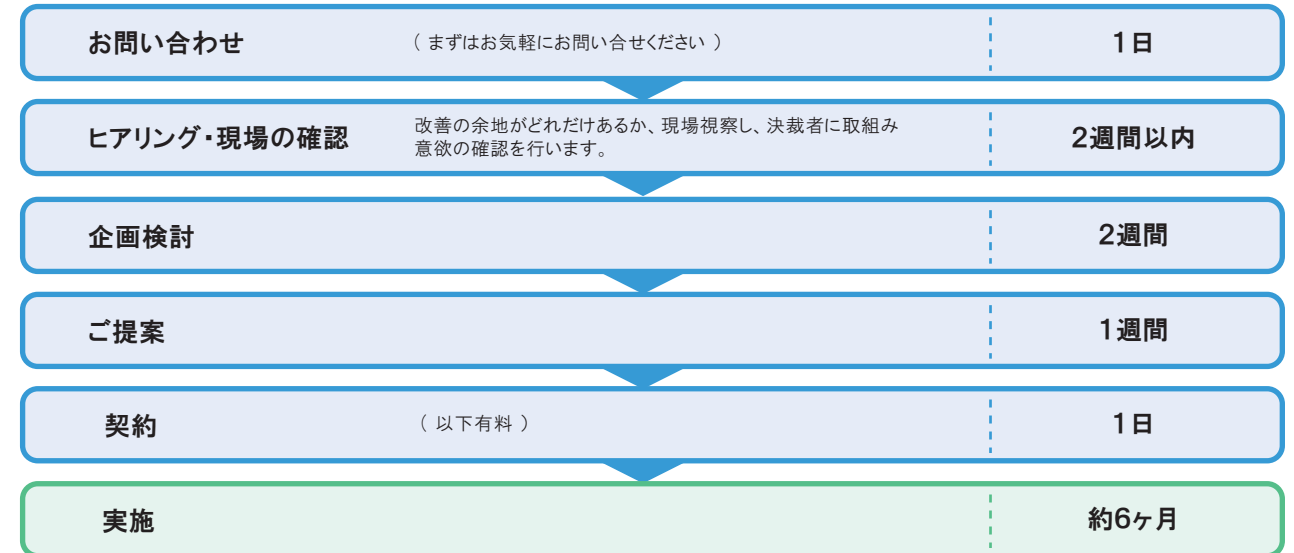 お問い合わせ （ まずはお気軽にお問い合せください ） 1日
ヒアリング・現場の確認 改善の余地がどれだけあるか、現場視察し、決裁者に取組み
意欲の確認を行います。 2週間以内
企画検討 2週間
ご提案 1週間
契約 （ 以下有料 ） 1日
実施 約6ヶ月